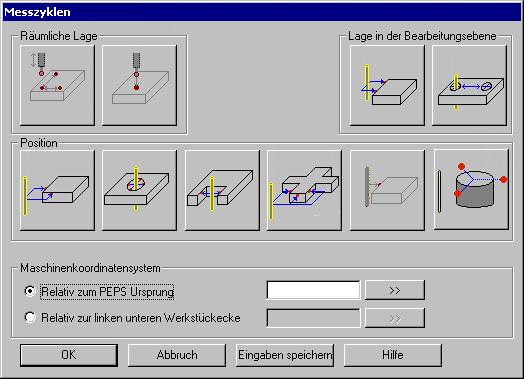 Messzyklen
Räumliche Lage
Lage in der Bearbeitungsebene
Position
Maschinenkoordinatensystem
Relativ zum PEPS Ursprung
>>
Relativ zur linken unteren Werkstückecke
>>
OK
Abbruch
Eingaben speichern
Hilfe